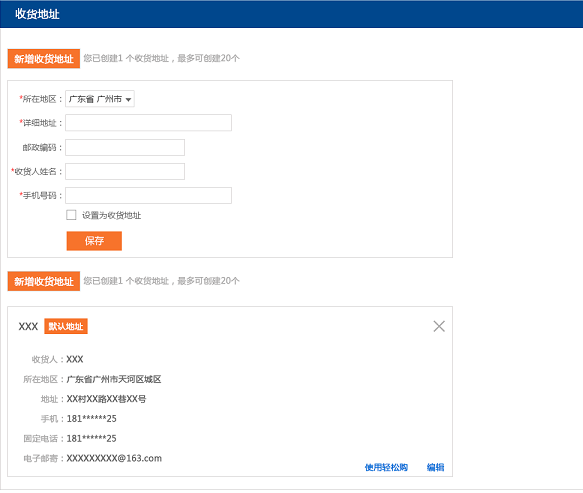 收货地址
新增收货地址 您已创建1 个收货地址，最多可创建20个
*所在地区： 广东省 广州市
*详细地址：
邮政编码：
*收货人姓名：
*手机号码：
设置为收货地址
保存
新增收货地址 您已创建1 个收货地址，最多可创建20个
XXX 默认地址
收货人：XXX
所在地区：广东省广州市天河区城区
地址：XX村XX路XX巷XX号
手机：181******25
固定电话：181******25
电子邮寄：XXXXXXXXX@163.com
使用轻松购 编辑